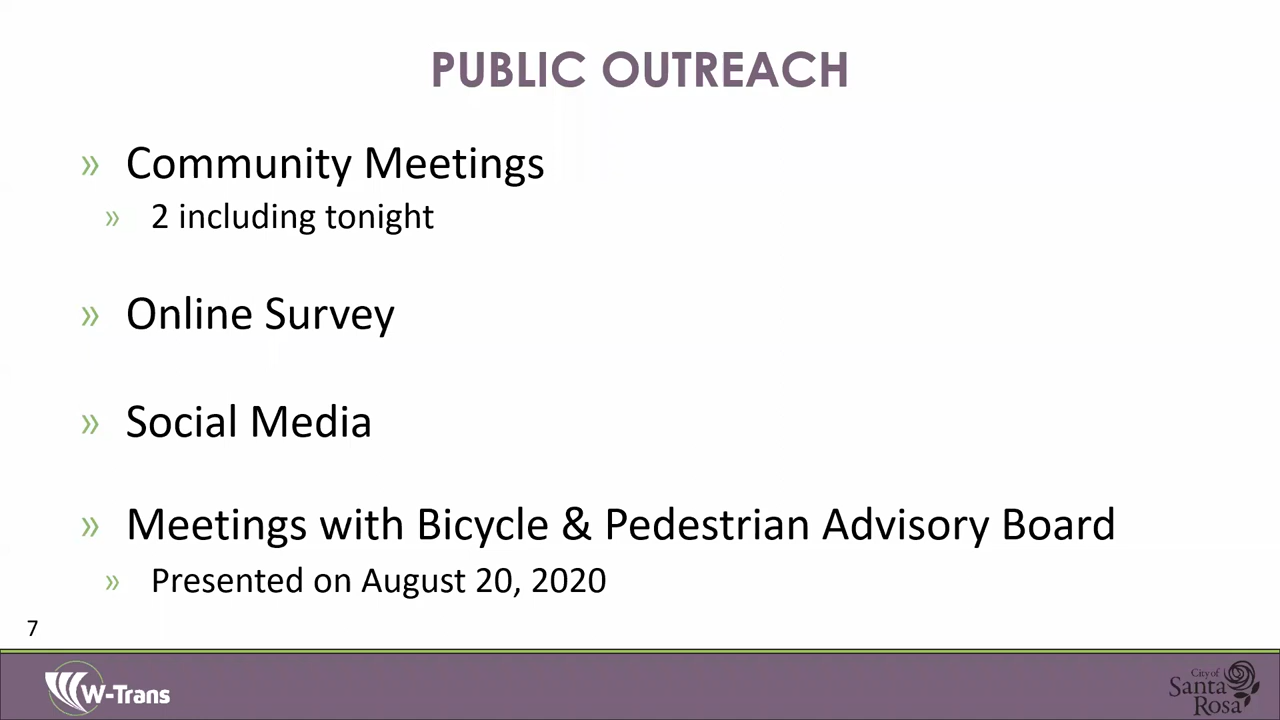 PUBLIC OUTREACH
» Community Meetings
» 2 including tonight
» Online Survey
» Social Media
» Meetings with Bicycle & Pedestrian Advisory Board
» Presented on August 20, 2020
7
W-Trans
City of
Santa
Rosa